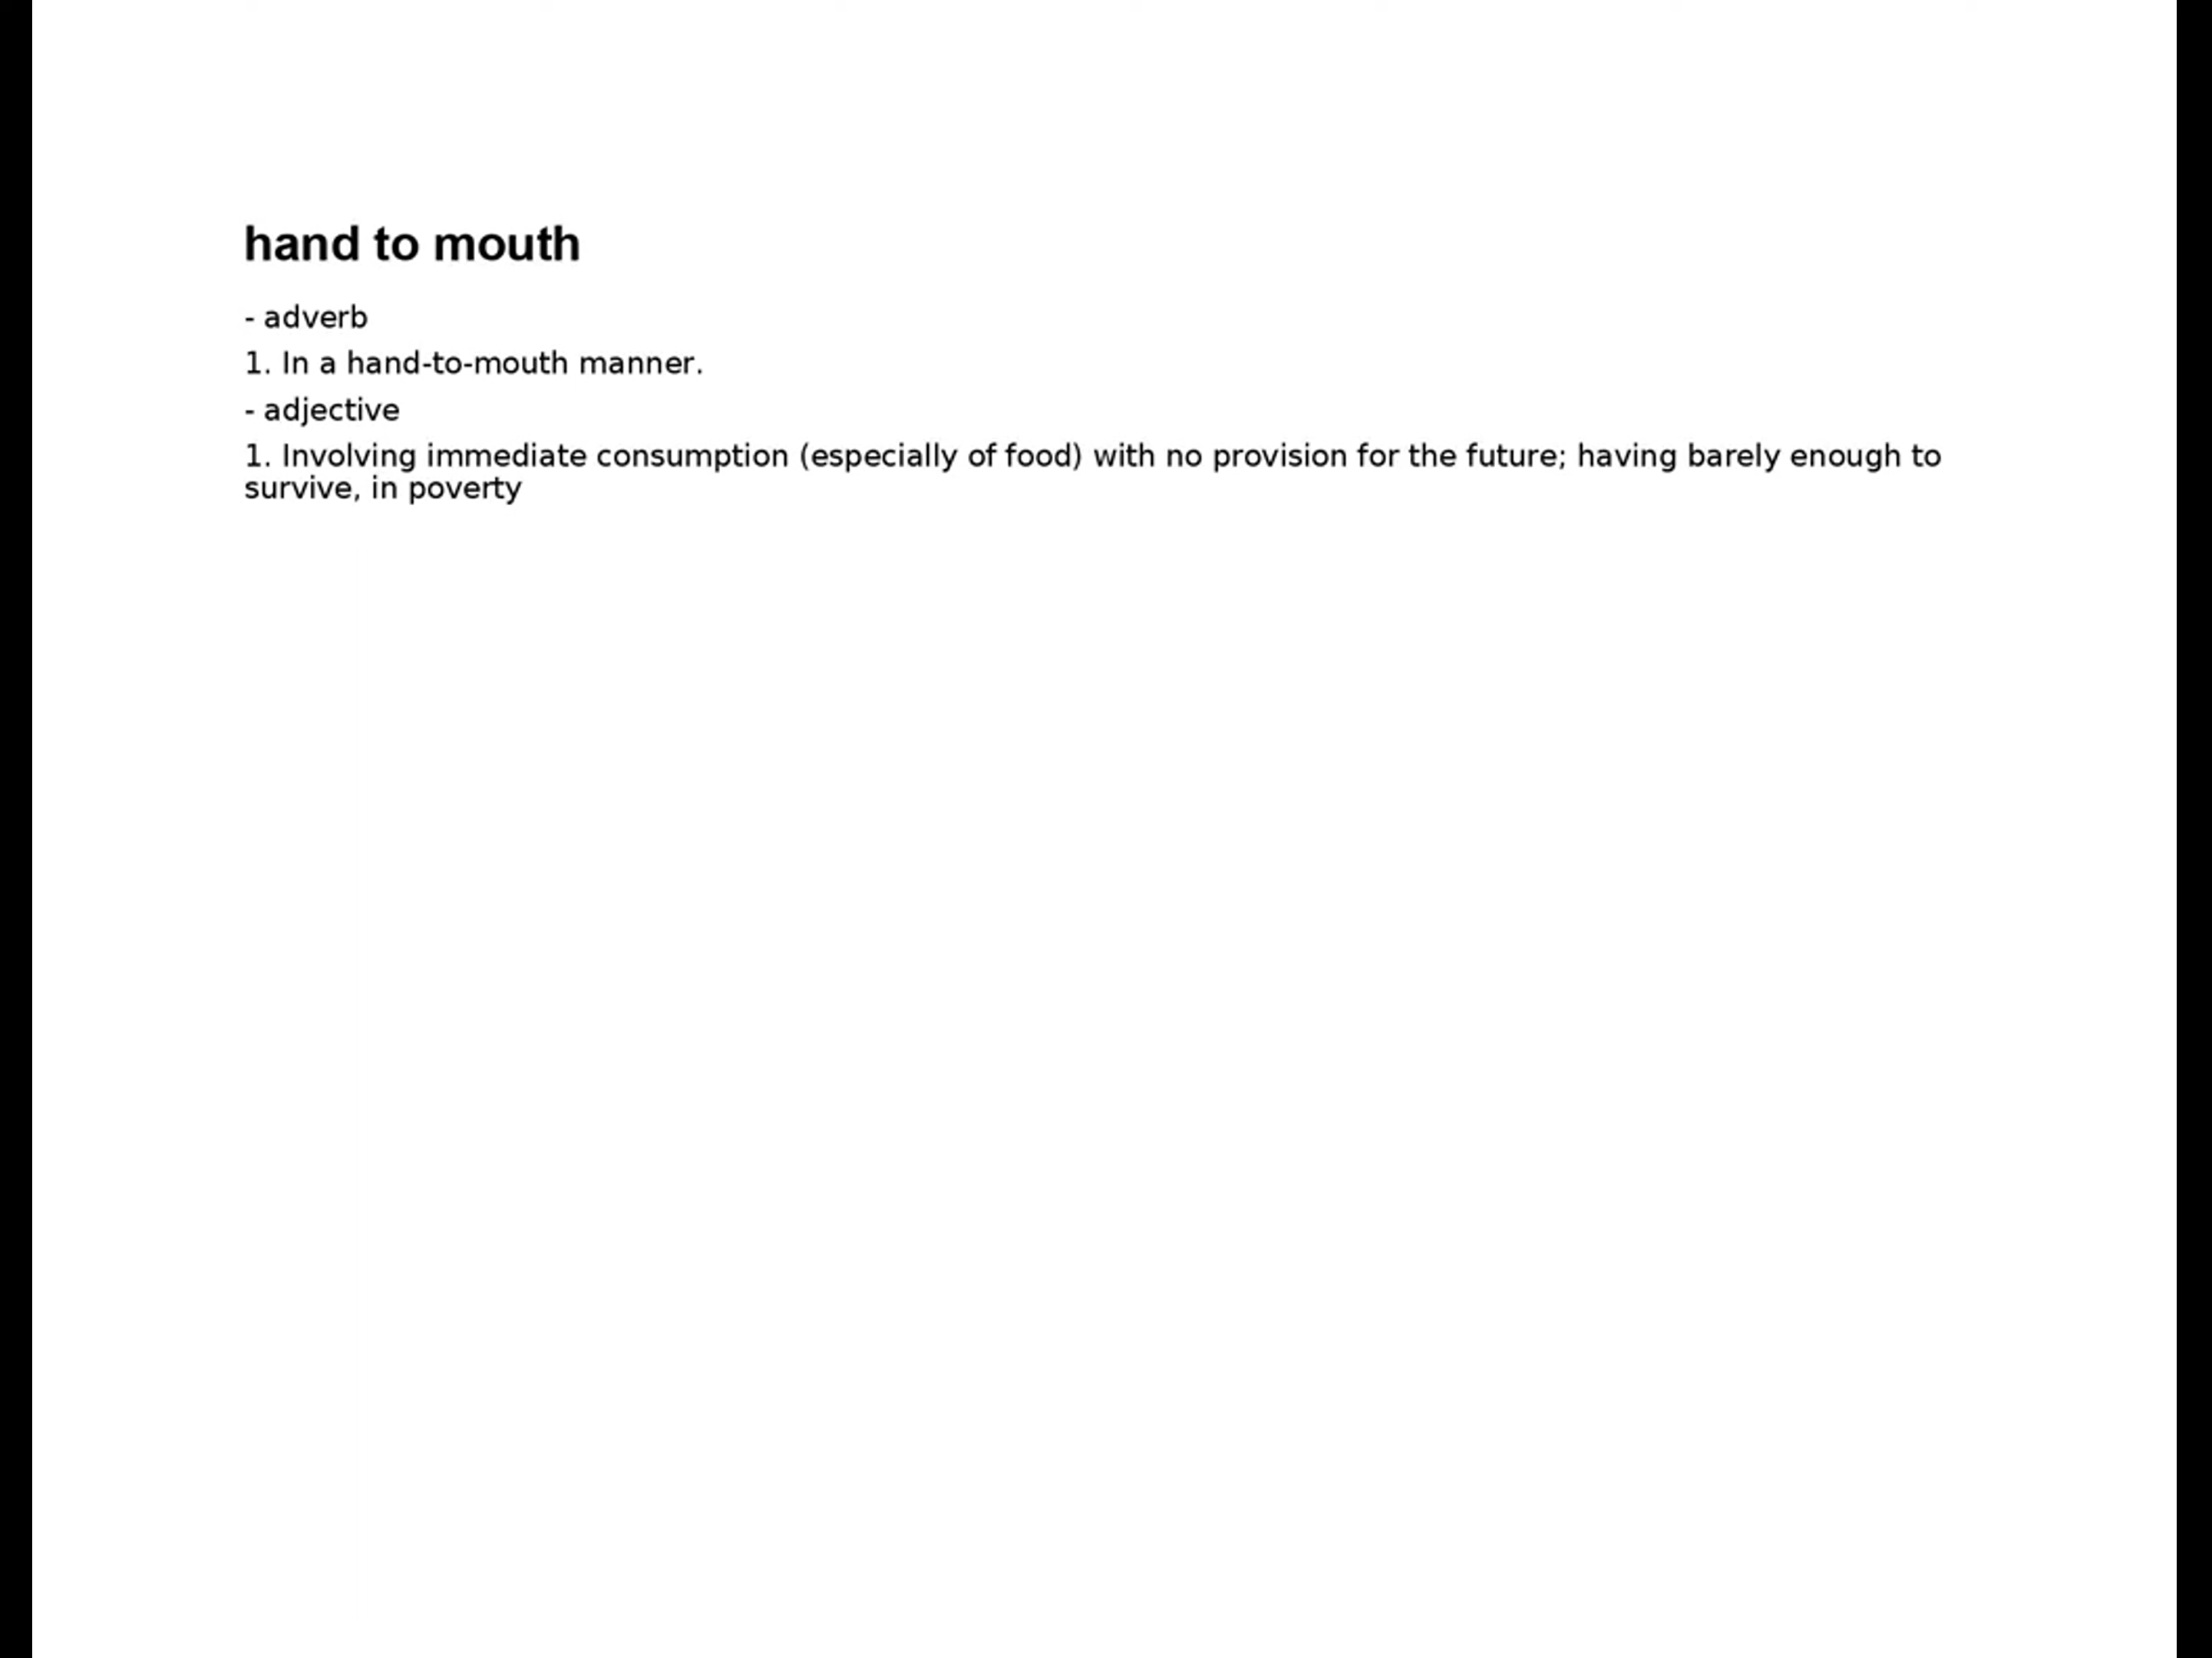 hand to mouth
- adverb
1. In a hand-to-mouth manner.
- adjective
1. Involving immediate consumption (especially of food) with no provision for the future; having barely enough to
survive, in poverty